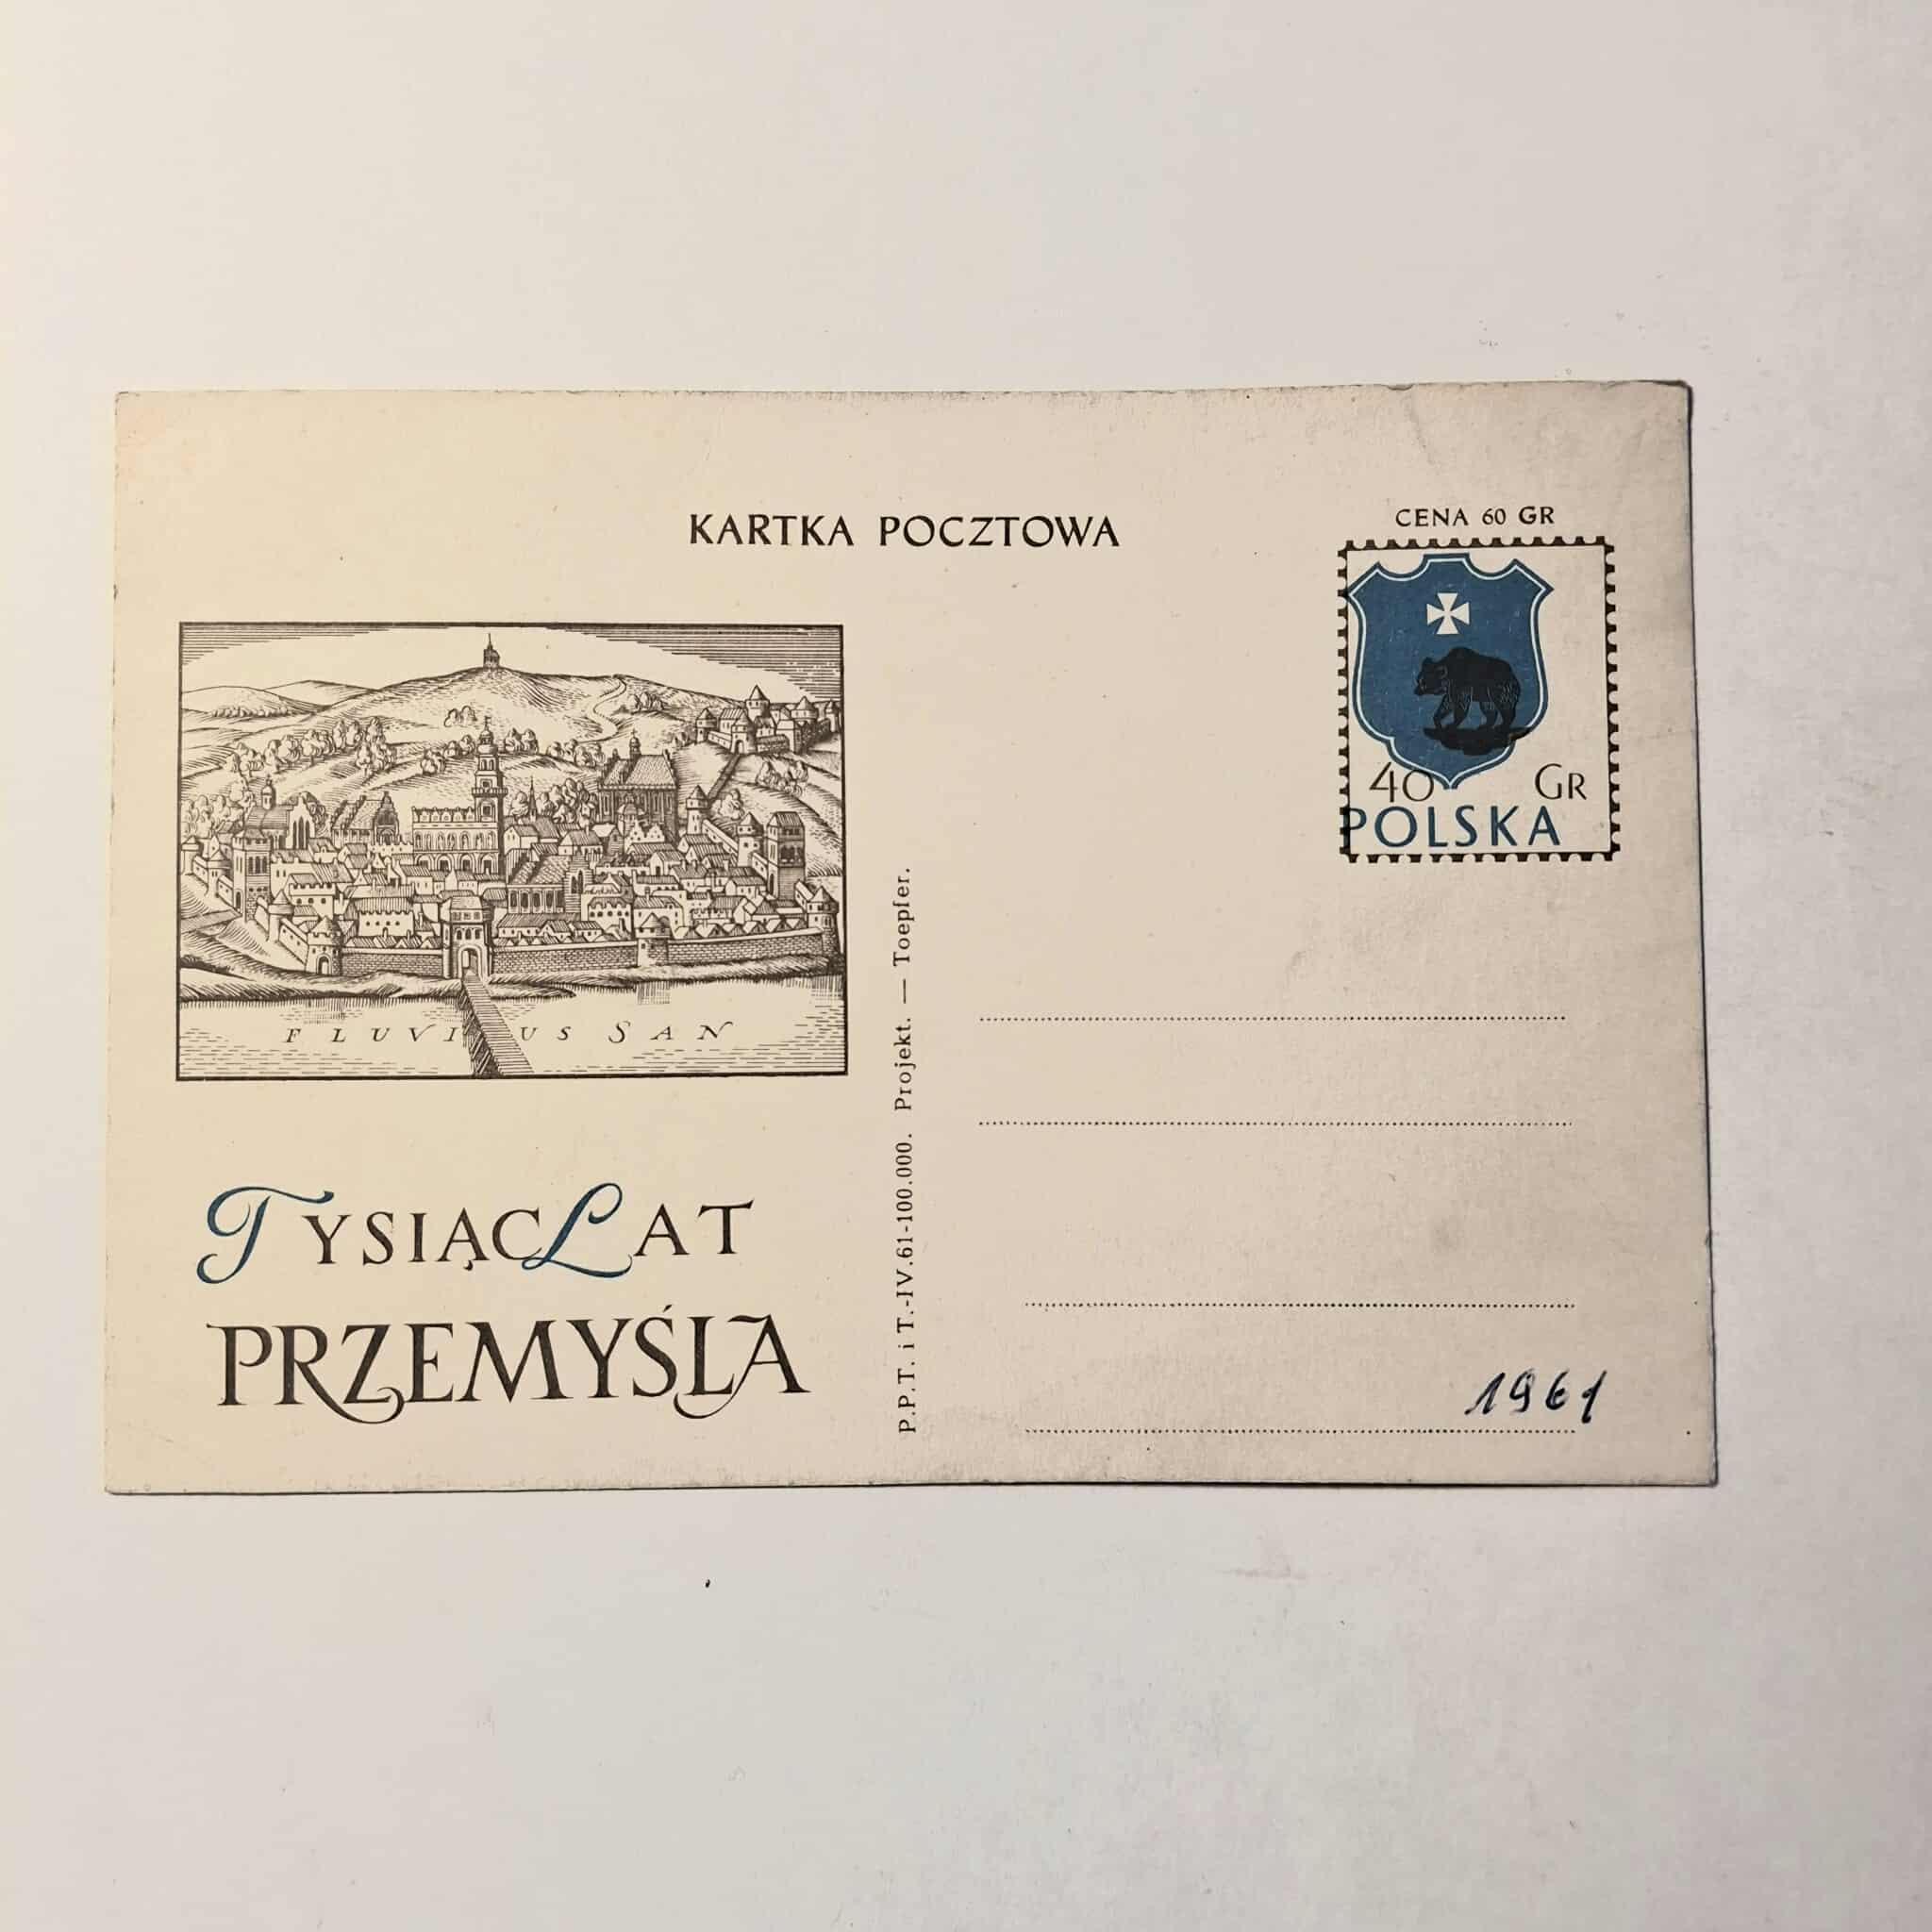 KARTKA POCZTOWA
CENA 60 GR
40 GR
POLSKA
FLUVIUS SAN
TYSIĄC LAT
PRZEMYŚLA
P.P.T. i T.-IV.61-100.000. Projekt. — Toepfer.
1961